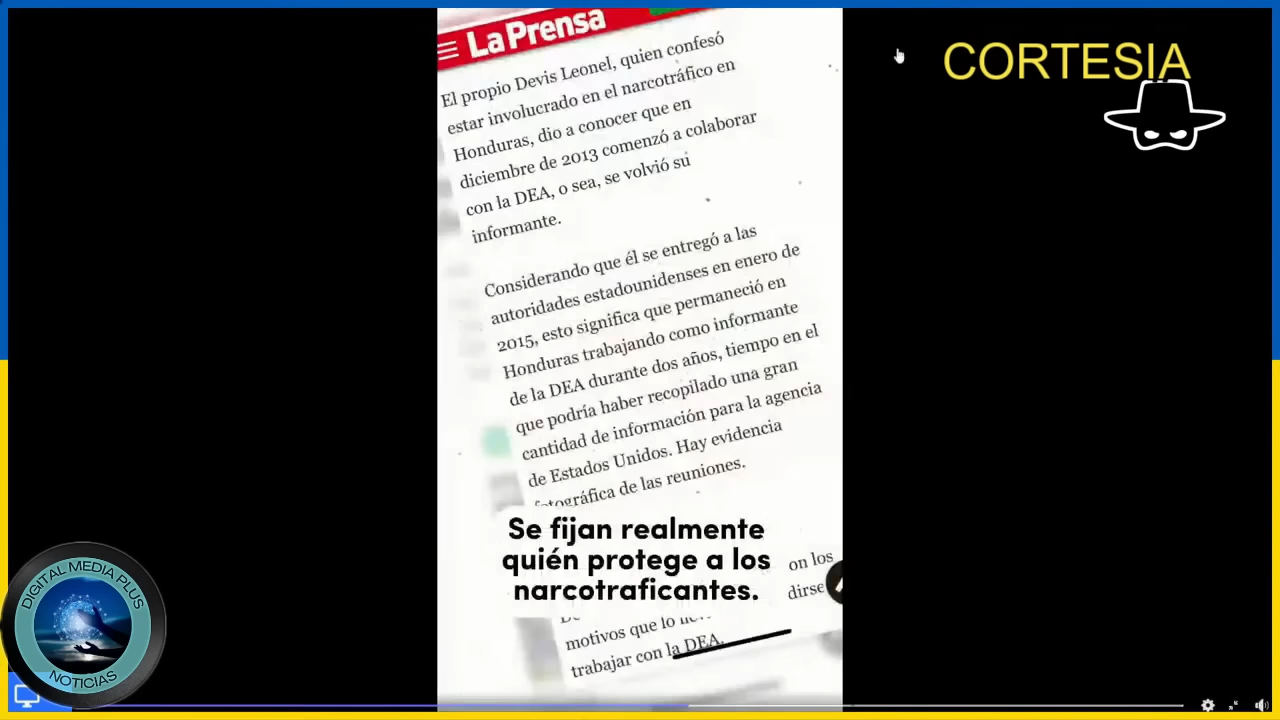 LaPrensa
CORTESIA
El propio Devis Leonel, quien confesó
estar involucrado en el narcotráfico en
Honduras, dio a conocer que en
diciembre de 2013 comenzó a colaborar
con la DEA, o sea, se volvió su
informante.
Considerando que él se entregó a las
autoridades estadounidenses en enero de
2015, esto significa que permaneció en
Honduras trabajando como informante
de la DEA durante dos años, tiempo en el
que podría haber recopilado una gran
cantidad de información para la agencia
de Estados Unidos. Hay evidencia
fotográfica de las reuniones.
Se fijan realmente
quién protege a los
narcotraficantes.
on los
dirse
motivos que lo
trabajar con la DEA.
DIGITAL MEDIA PLUS
NOTICIAS